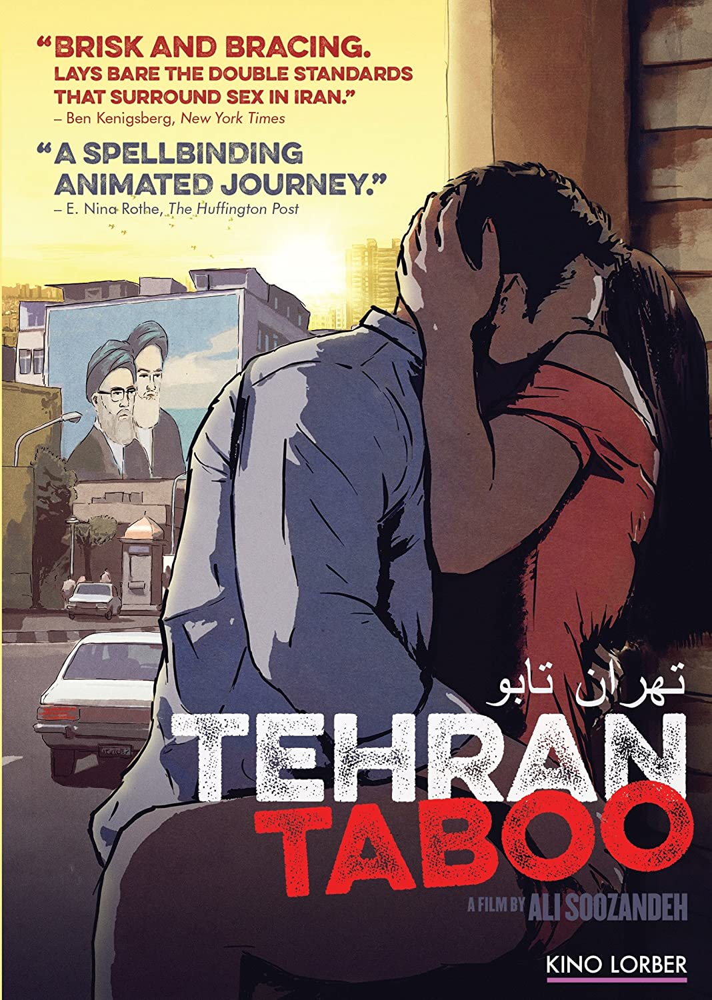 “BRISK AND BRACING.
LAYS BARE THE DOUBLE STANDARDS
THAT SURROUND SEX IN IRAN.”
– Ben Kenigsberg, New York Times
“A SPELLBINDING
ANIMATED JOURNEY.”
– E. Nina Rothe, The Huffington Post
تهران تابو
TEHRAN
TABOO
A FILM BY ALI SOOZANDEH
KINO LORBER